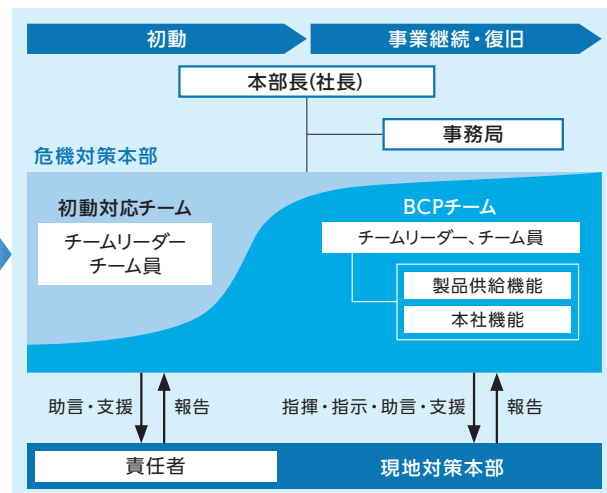 初動
事業継続・復旧
本部長(社長)
事務局
危機対策本部
初動対応チーム
チームリーダー
チーム員
BCPチーム
チームリーダー、チーム員
製品供給機能
本社機能
助言・支援
報告
指揮・指示・助言・支援
報告
責任者
現地対策本部